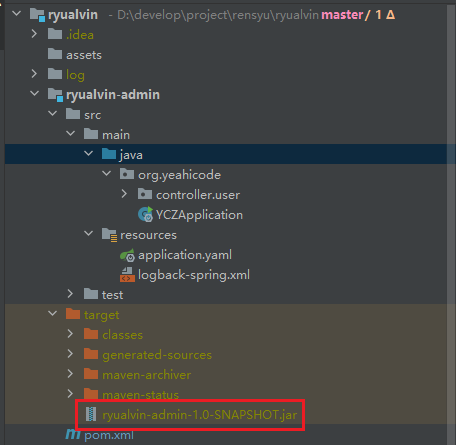 ryualvin - D:\develop\project\rensyu\ryualvin master / 1 Δ
.idea
assets
log
ryualvin-admin
src
main
java
org.yeahicode
controller.user
YCZApplication
resources
application.yaml
logback-spring.xml
test
target
classes
generated-sources
maven-archiver
maven-status
ryualvin-admin-1.0-SNAPSHOT.jar
pom.xml